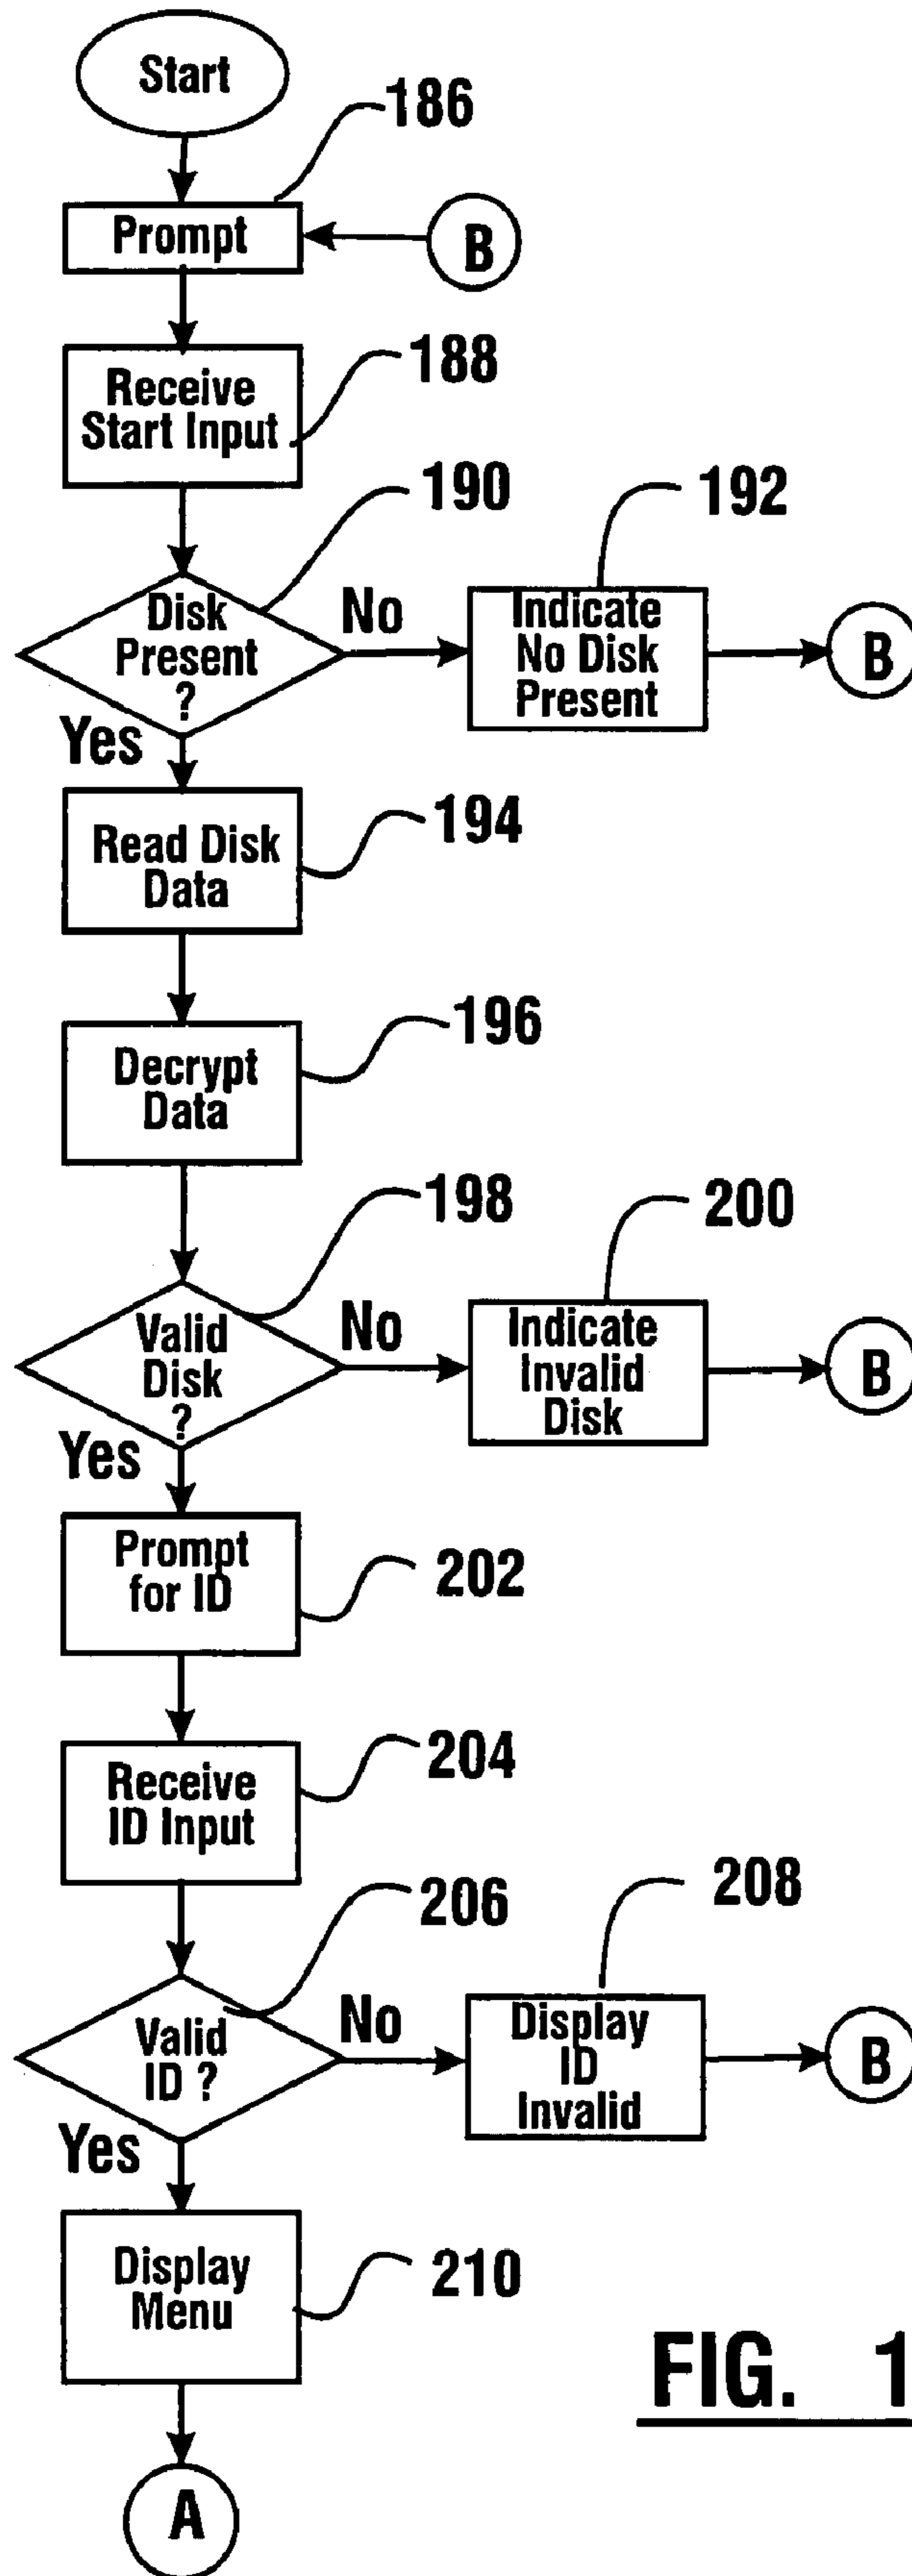 Start
186
Prompt
B
Receive
Start Input
188
190
Disk
Present
?
No
192
Indicate
No Disk
Present
B
Yes
Read Disk
Data
194
Decrypt
Data
196
198
Valid
Disk
?
No
200
Indicate
Invalid
Disk
B
Yes
Prompt
for ID
202
Receive
ID Input
204
206
Valid
ID ?
No
208
Display
ID
Invalid
B
Yes
Display
Menu
210
FIG. 1
A